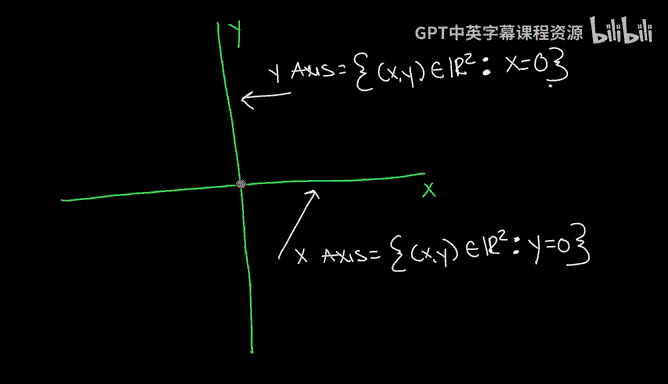 GPT中英字幕课程资源 bilibili
y
y Axis = {(x,y) ∈ ℝ²: x=0}
x
x Axis = {(x,y) ∈ ℝ²: y=0}